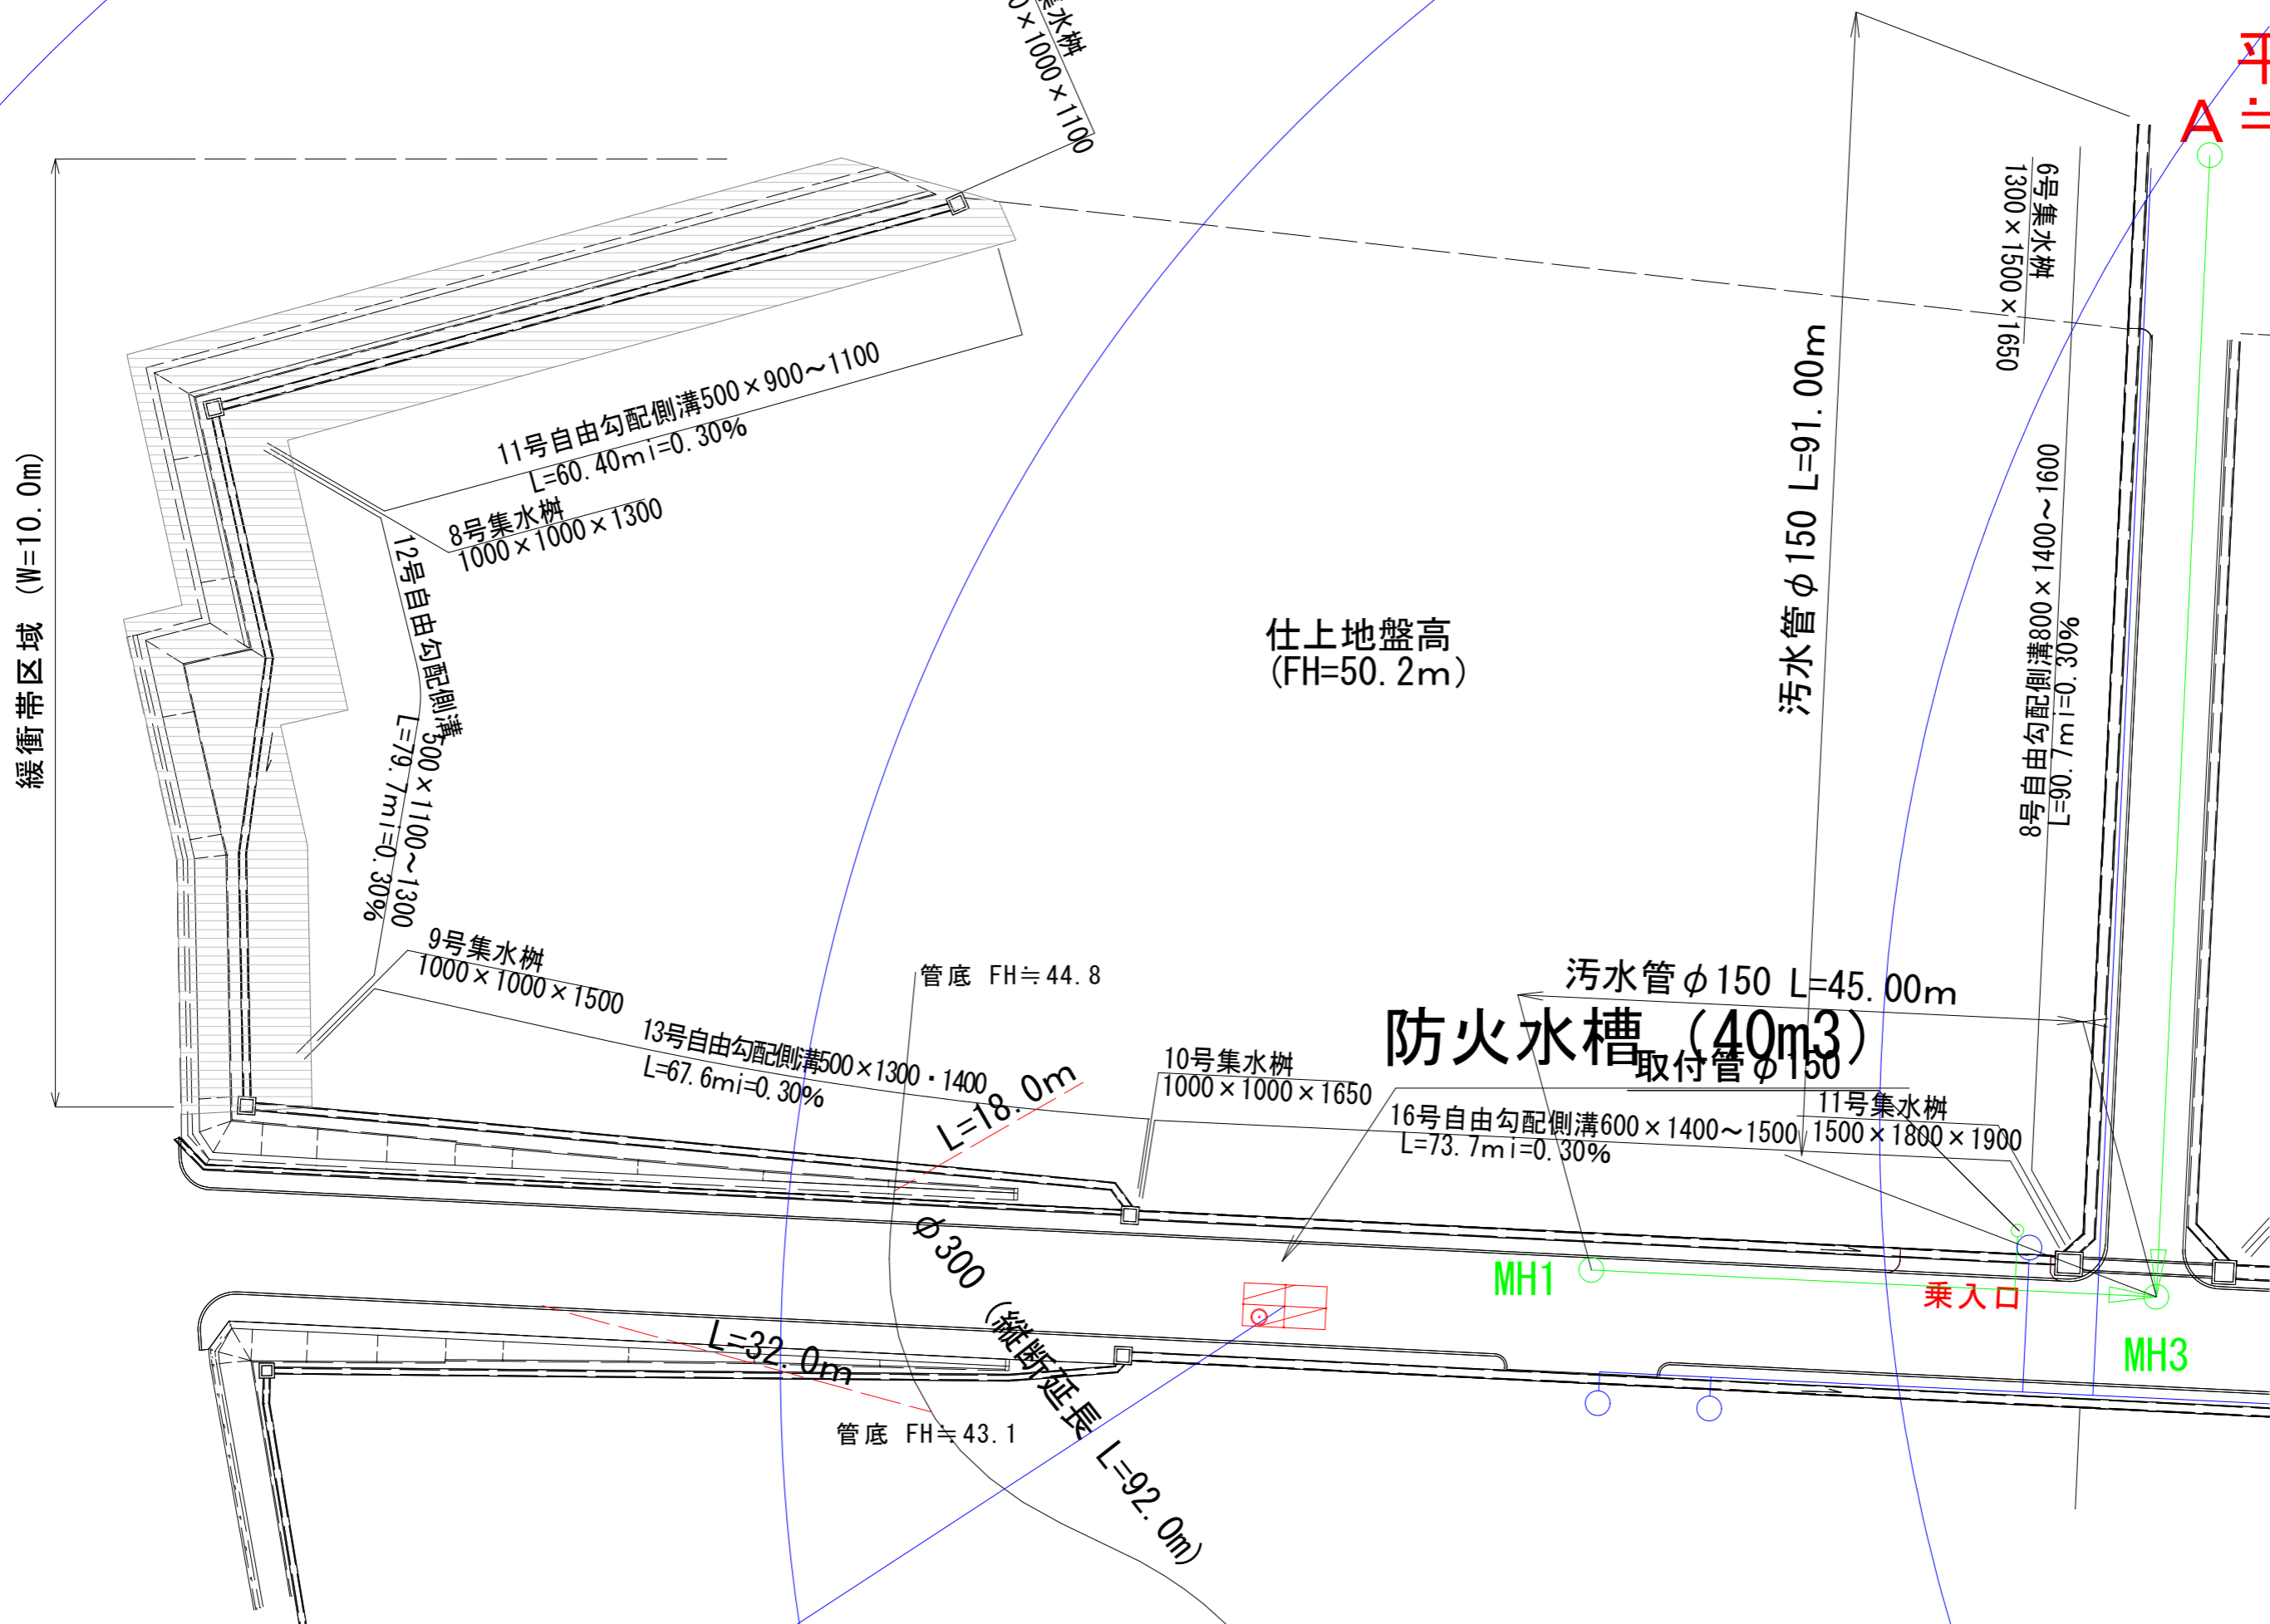 集水桝
0×1000×1100
平
A ≒
6号集水桝
1300×1500×1650
11号自由勾配側溝500×900～1100
L=60.40m i=0.30%
8号集水桝
1000×1000×1300
緩衝帯区域 (W=10.0m)
12号自由勾配側溝
500×1100～1300
L=79.7m i=0.30%
仕上地盤高
(FH=50.2m)
汚水管φ150 L=91.00m
8号自由勾配側溝800×1400～1600
L=90.7m i=0.30%
9号集水桝
1000×1000×1500
管底 FH≒44.8
汚水管φ150 L=45.00m
防火水槽 (40m3)
取付管φ150
13号自由勾配側溝500×1300・1400
L=67.6m i=0.30%
L=18.0m
10号集水桝
1000×1000×1650
11号集水桝
1500×1800×1900
16号自由勾配側溝600×1400～1500
L=73.7m i=0.30%
MH1
乗入口
MH3
φ300 (縦断延長 L=92.0m)
L=32.0m
管底 FH≒43.1